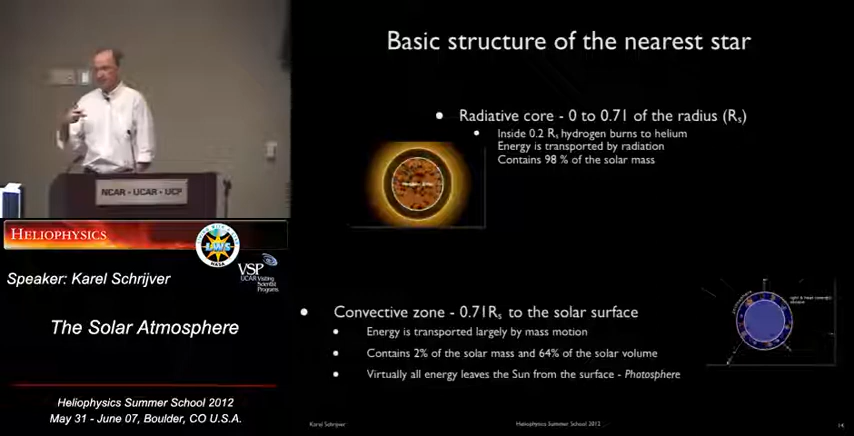 Basic structure of the nearest star
• Radiative core - 0 to 0.71 of the radius (Rs)
• Inside 0.2 Rs hydrogen burns to helium
Energy is transported by radiation
Contains 98 % of the solar mass
NCAR - UCAR - UCP
HELIOPHYSICS
LWS
NASA
VSP
UCAR Visiting
Scientist
Programs
Speaker: Karel Schrijver
The Solar Atmosphere
Heliophysics Summer School 2012
May 31 - June 07, Boulder, CO U.S.A.
• Convective zone - 0.71Rs to the solar surface
• Energy is transported largely by mass motion
• Contains 2% of the solar mass and 64% of the solar volume
• Virtually all energy leaves the Sun from the surface - Photosphere
Karel Schrijver
Heliophysics Summer School 2012
14